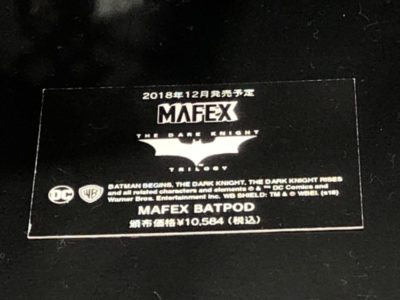 2018年12月発売予定
MAFEX
THE DARK KNIGHT
TRILOGY
BATMAN BEGINS, THE DARK KNIGHT, THE DARK KNIGHT RISES
and all related characters and elements © & ™ DC Comics and
Warner Bros. Entertainment Inc. WB SHIELD: TM & © WBEI. (s18)
DC WB
MAFEX BATPOD
頒布価格¥10,584(税込)